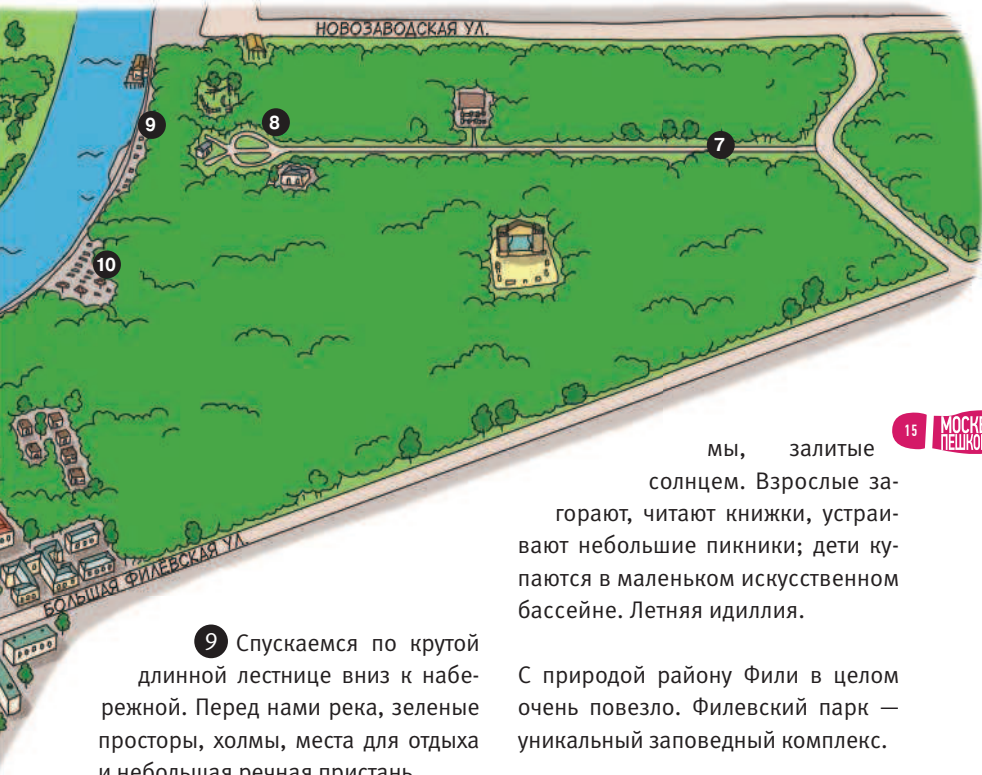 НОВОЗАВОДСКАЯ УЛ.
9
8
7
10
БОЛЬШАЯ ФИЛЕВСКАЯ УЛ.
9 Спускаемся по крутой
длинной лестнице вниз к набе-
режной. Перед нами река, зеленые
просторы, холмы, места для отдыха
и небольшая речная пристань
15
мы, залитые
солнцем. Взрослые за-
горают, читают книжки, устраи-
вают небольшие пикники; дети ку-
паются в маленьком искусственном
бассейне. Летняя идиллия.
С природой району Фили в целом
очень повезло. Филевский парк —
уникальный заповедный комплекс.